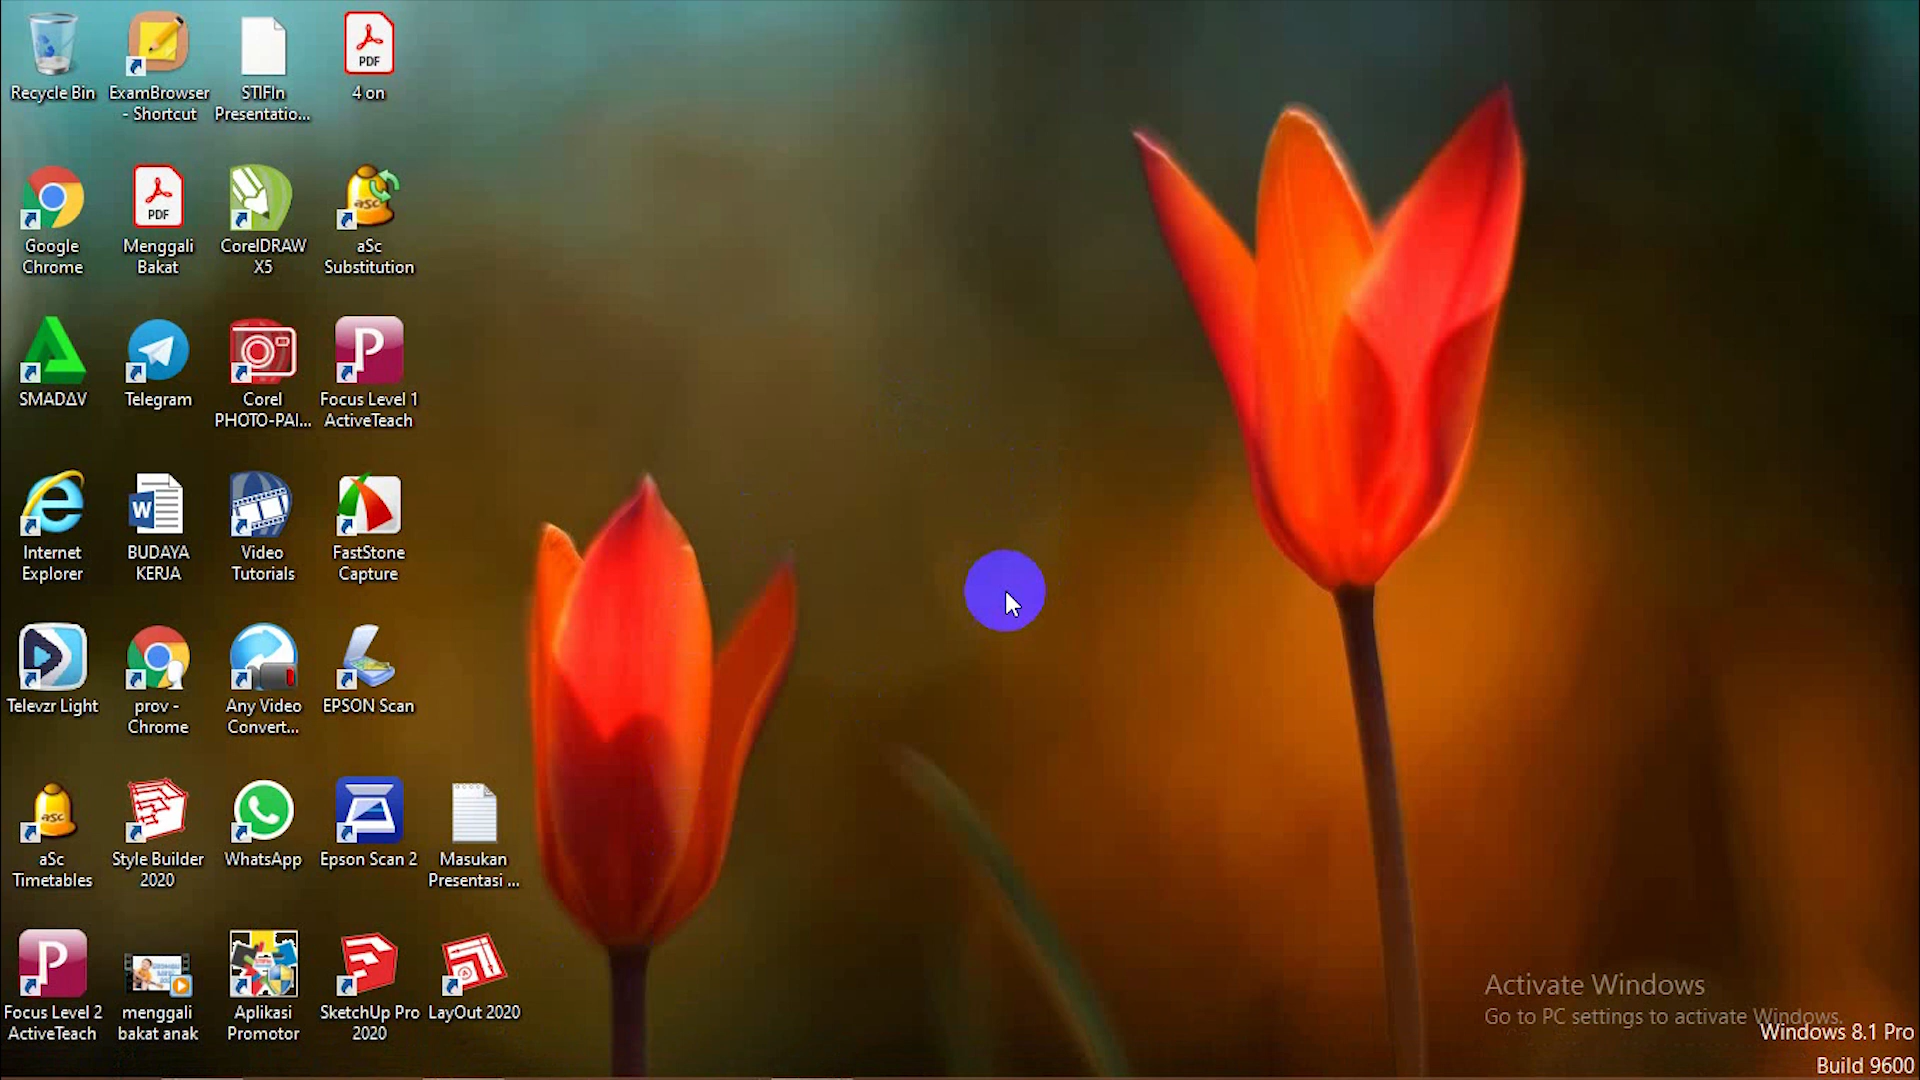 Recycle Bin
ExamBrowser
- Shortcut
STIFIn
Presentatio...
PDF
4 on
Google
Chrome
PDF
Menggali
Bakat
CorelDRAW
X5
asc
aSc
Substitution
SMADΔV
Telegram
Corel
PHOTO-PAI...
P
Focus Level 1
ActiveTeach
Internet
Explorer
W
BUDAYA
KERJA
Video
Tutorials
FastStone
Capture
Televzr Light
prov -
Chrome
Any Video
Convert...
EPSON Scan
asc
aSc
Timetables
Style Builder
2020
WhatsApp
Epson Scan 2
Masukan
Presentasi ...
P
Focus Level 2
ActiveTeach
menggali
bakat anak
Aplikasi
Promotor
SketchUp Pro
2020
LayOut 2020
Activate Windows
Go to PC settings to activate Windows.
Windows 8.1 Pro
Build 9600